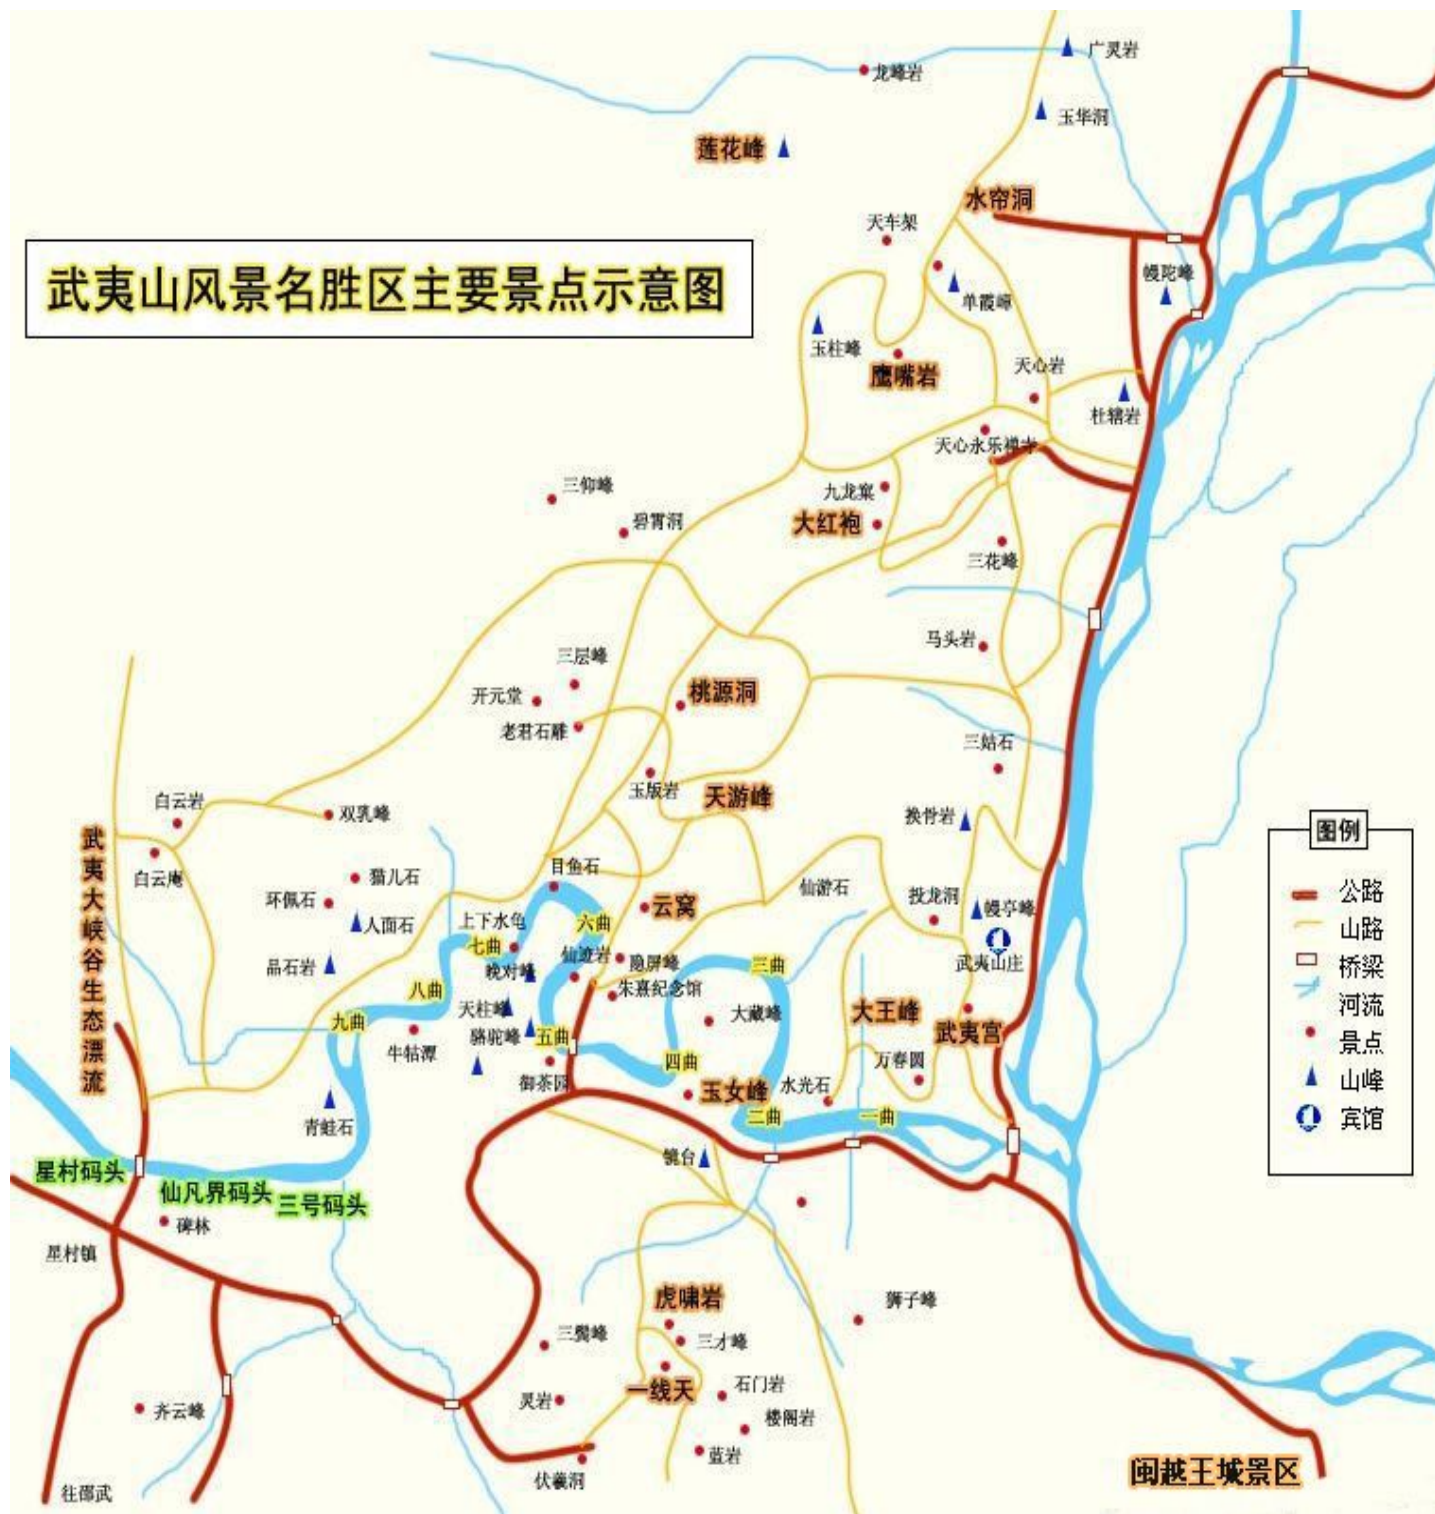 广灵岩
龙峰岩
玉华洞
莲花峰
水帘洞
天车架
武夷山风景名胜区主要景点示意图
幔陀峰
单霞嶂
玉柱峰
鹰嘴岩
天心岩
杜辖岩
天心永乐禅寺
三仰峰
九龙窠
碧霄洞
大红袍
三花峰
马头岩
三层峰
开元堂
桃源洞
老君石雕
三姑石
玉版岩
天游峰
白云岩
双乳峰
换骨岩
图例
武夷大峡谷生态漂流
目鱼石
白云庵
猫儿石
仙游石
公路
环佩石
投龙洞
云窝
幔亭峰
人面石
上下水龟
六曲
山路
七曲
仙迹岩
隐屏峰
武夷山庄
品石岩
晚对峰
三曲
桥梁
八曲
朱熹纪念馆
天柱峰
大藏峰
大王峰
河流
九曲
骆驼峰
五曲
武夷宫
牛牯潭
四曲
万春园
景点
御茶园
玉女峰
水光石
山峰
青蛙石
二曲
一曲
宾馆
镜台
星村码头
仙凡界码头
三号码头
碑林
星村镇
虎啸岩
狮子峰
三髻峰
三才峰
一线天
石门岩
灵岩
齐云峰
楼阁岩
蓝岩
伏羲洞
闽越王城景区
往邵武